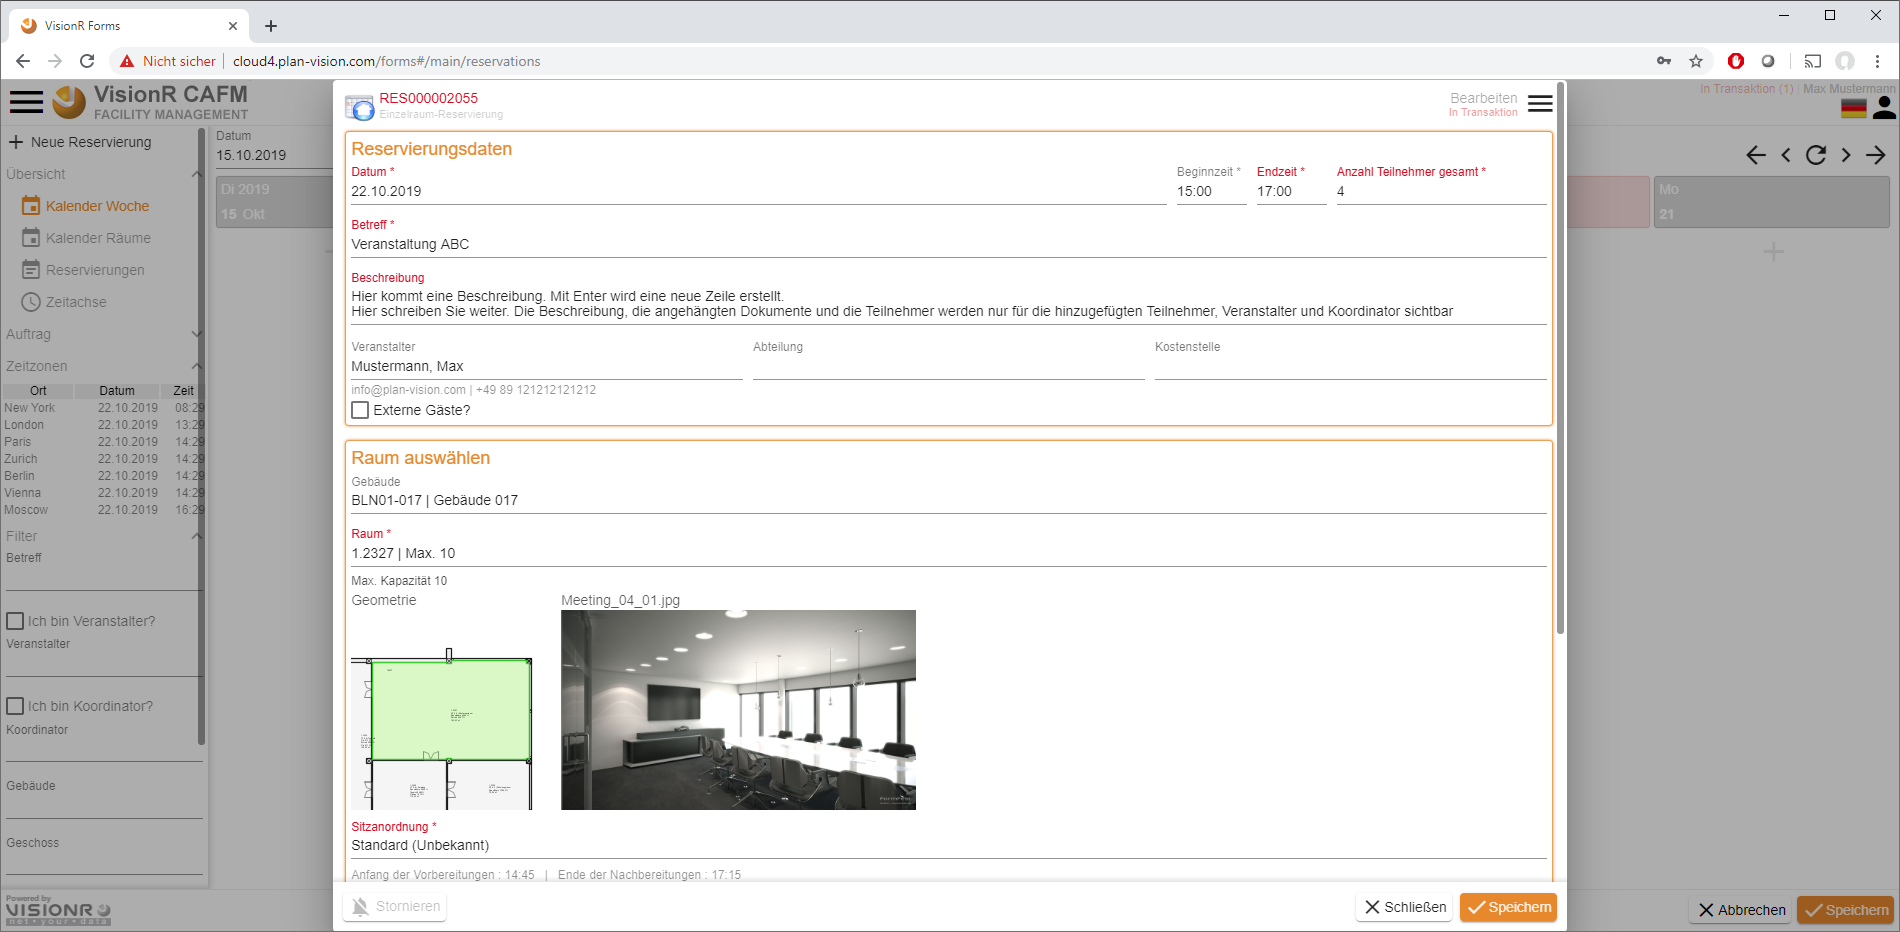 VisionR Forms
Nicht sicher
cloud4.plan-vision.com/forms#/main/reservations
VisionR CAFM
FACILITY MANAGEMENT
In Transaktion (1) | Max Mustermann
Neue Reservierung
Übersicht
Kalender Woche
Kalender Räume
Reservierungen
Zeitachse
Auftrag
Zeitzonen
Ort Datum Zeit
New York 22.10.2019 08:29
London 22.10.2019 13:29
Paris 22.10.2019 14:29
Zurich 22.10.2019 14:29
Berlin 22.10.2019 14:29
Vienna 22.10.2019 14:29
Moscow 22.10.2019 16:29
Filter
Betreff
Ich bin Veranstalter?
Veranstalter
Ich bin Koordinator?
Koordinator
Gebäude
Geschoss
Powered by
VISIONR
net • your • data
Datum
15.10.2019
Di 2019
15 Okt
Mo
21
RES000002055
Einzelraum-Reservierung
Bearbeiten
In Transaktion
Reservierungsdaten
Datum * Beginnzeit * Endzeit * Anzahl Teilnehmer gesamt *
22.10.2019 15:00 17:00 4
Betreff *
Veranstaltung ABC
Beschreibung
Hier kommt eine Beschreibung. Mit Enter wird eine neue Zeile erstellt.
Hier schreiben Sie weiter. Die Beschreibung, die angehängten Dokumente und die Teilnehmer werden nur für die hinzugefügten Teilnehmer, Veranstalter und Koordinator sichtbar
Veranstalter Abteilung Kostenstelle
Mustermann, Max
info@plan-vision.com | +49 89 121212121212
Externe Gäste?
Raum auswählen
Gebäude
BLN01-017 | Gebäude 017
Raum *
1.2327 | Max. 10
Max. Kapazität 10
Geometrie Meeting_04_01.jpg
Sitzanordnung *
Standard (Unbekannt)
Anfang der Vorbereitungen : 14:45 | Ende der Nachbereitungen : 17:15
Stornieren
Schließen
Speichern
Abbrechen
Speichern